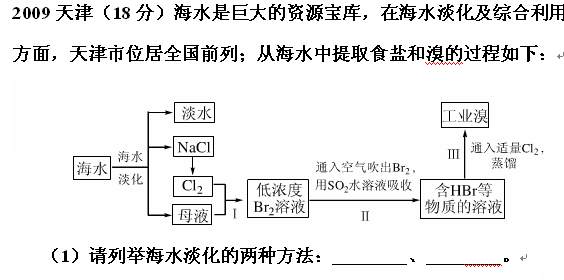 2009 天津（18 分）海水是巨大的资源宝库，在海水淡化及综合利用
方面，天津市位居全国前列；从海水中提取食盐和溴的过程如下：
淡水
工业溴
NaCl
Ⅲ
通入适量Cl₂，
蒸馏
海水
海水
淡化
通入空气吹出Br₂，
用SO₂水溶液吸收
Cl₂
Ⅰ
低浓度
Br₂溶液
Ⅱ
含HBr等
物质的溶液
母液
（1）请列举海水淡化的两种方法：________、________。